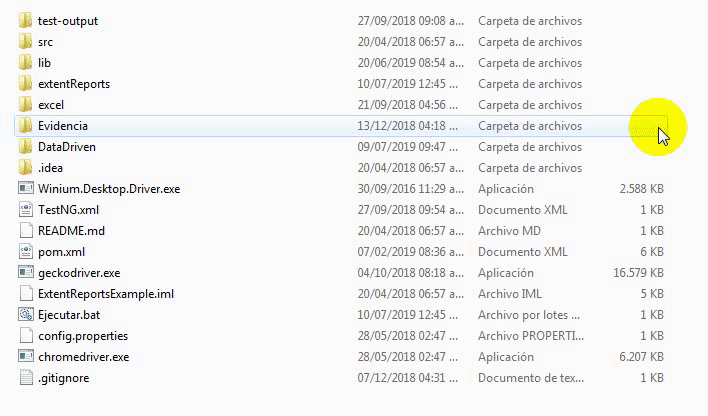 test-output 27/09/2018 09:08 a... Carpeta de archivos
src 20/04/2018 06:57 a... Carpeta de archivos
lib 20/06/2019 08:54 a... Carpeta de archivos
extentReports 10/07/2019 12:45 ... Carpeta de archivos
excel 21/09/2018 04:56 ... Carpeta de archivos
Evidencia 13/12/2018 04:18 ... Carpeta de archivos
DataDriven 09/07/2019 09:47 ... Carpeta de archivos
.idea 20/04/2018 06:57 a... Carpeta de archivos
Winium.Desktop.Driver.exe 30/09/2016 11:29 a... Aplicación 2.588 KB
TestNG.xml 27/09/2018 09:54 a... Documento XML 1 KB
README.md 20/04/2018 06:57 a... Archivo MD 1 KB
pom.xml 07/02/2019 08:36 a... Documento XML 6 KB
geckodriver.exe 04/10/2018 08:18 a... Aplicación 16.579 KB
ExtentReportsExample.iml 20/04/2018 06:57 a... Archivo IML 5 KB
Ejecutar.bat 10/07/2019 12:45 ... Archivo por lotes ... 1 KB
config.properties 28/05/2018 02:47 ... Archivo PROPERTI... 1 KB
chromedriver.exe 28/05/2018 02:47 ... Aplicación 6.207 KB
.gitignore 07/12/2018 04:31 ... Documento de tex... 1 KB